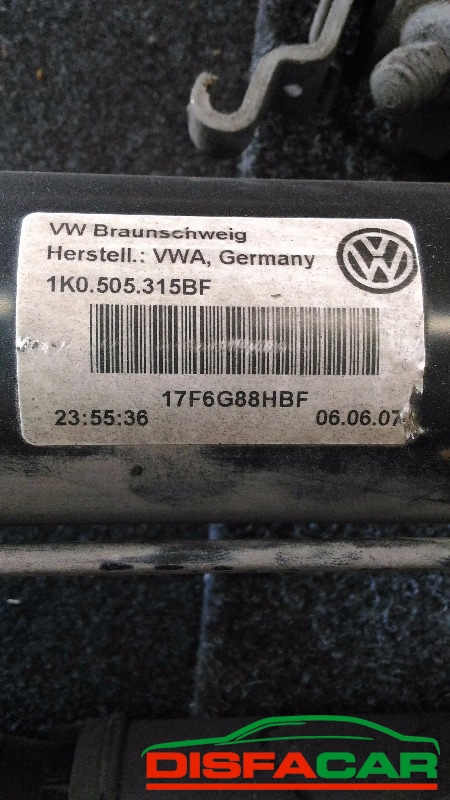 VW Braunschweig
Herstell.: VWA, Germany
1K0.505.315BF
17F6G88HBF
23:55:36 06.06.07
DISFACAR